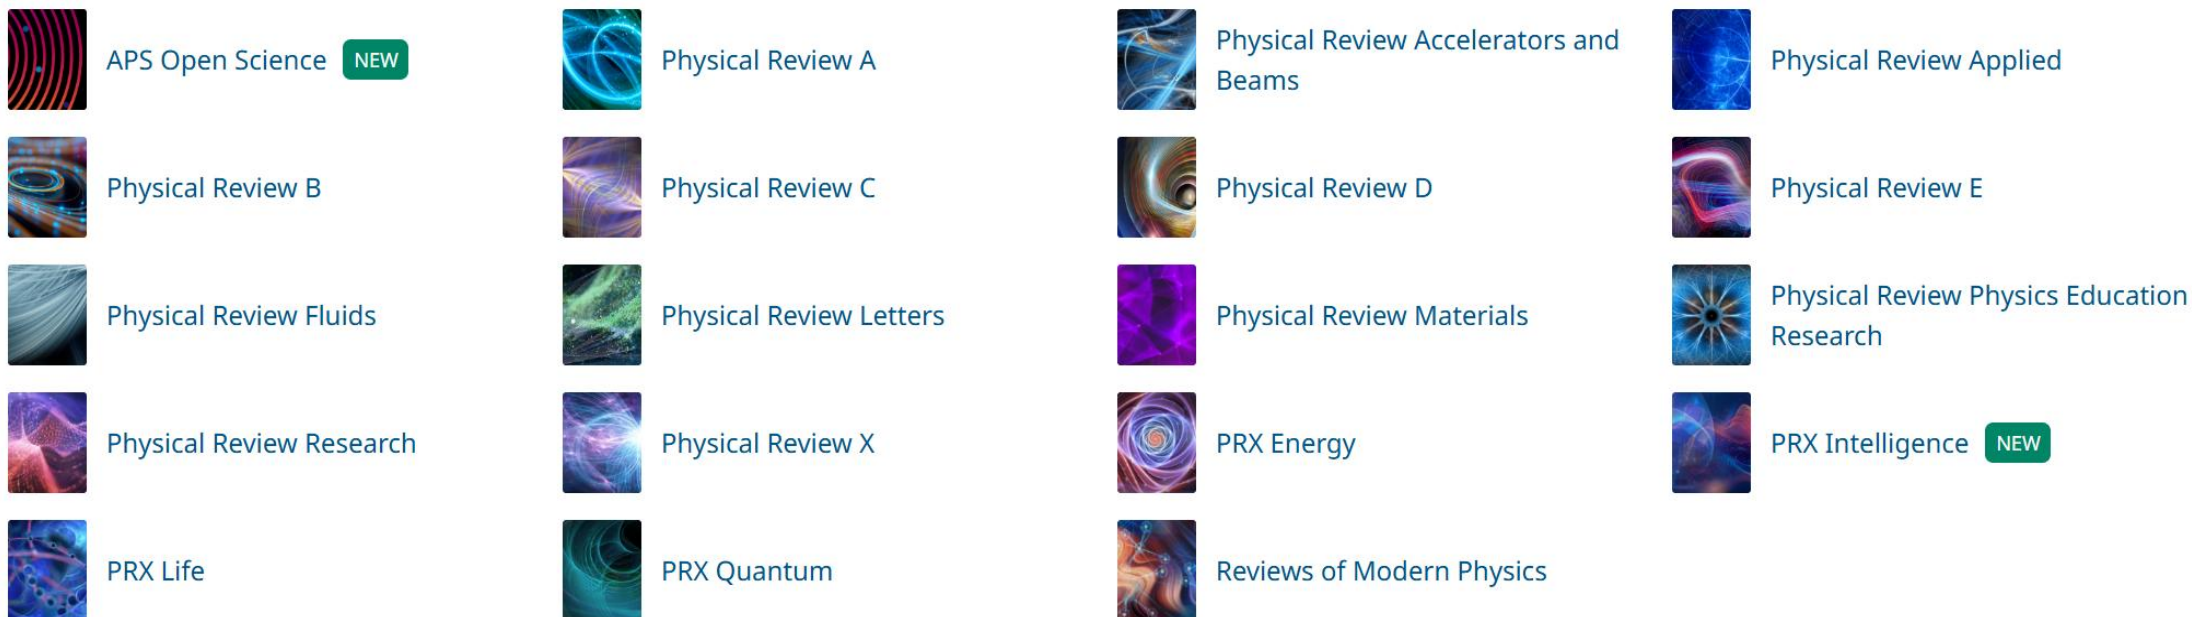 APS Open Science NEW
Physical Review A
Physical Review Accelerators and
Beams
Physical Review Applied
Physical Review B
Physical Review C
Physical Review D
Physical Review E
Physical Review Fluids
Physical Review Letters
Physical Review Materials
Physical Review Physics Education
Research
Physical Review Research
Physical Review X
PRX Energy
PRX Intelligence NEW
PRX Life
PRX Quantum
Reviews of Modern Physics